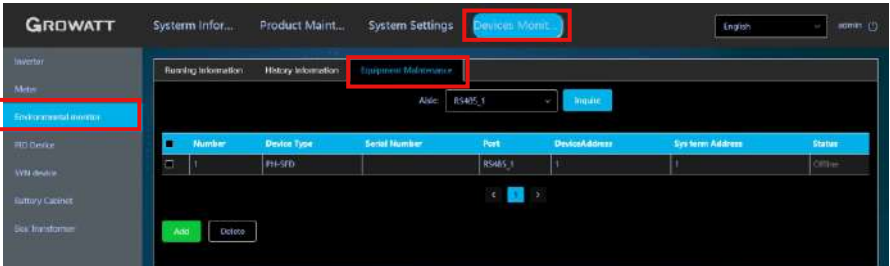 GROWATT
Systerm Infor... Product Maint... System Settings Devices Monit... English admin
Inverter
Meter
Environmental monitor
PID Device
SVG device
Battery Cabinet
Box Transformer
Running Information History Information Equipment Maintenance
Able: RS485_1 Inquire
Number Device Type Serial Number Port DeviceAddress Systerm Address Status
1 PH-SFD RS485_1 1 1 Offline
< 1 >
Add Delete